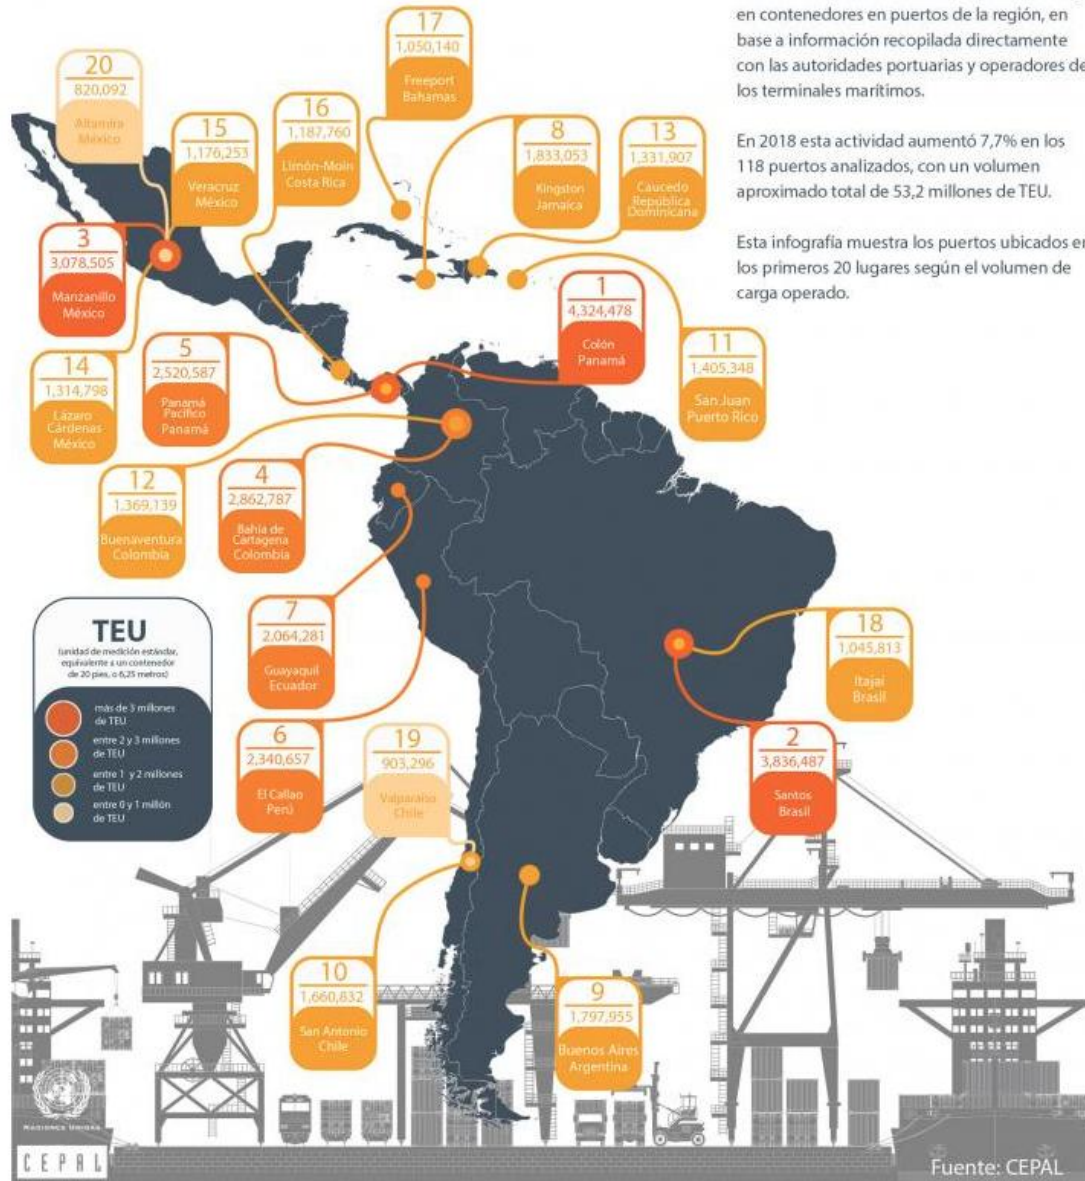 en contenedores en puertos de la región, en
base a información recopilada directamente
con las autoridades portuarias y operadores de
los terminales marítimos.
En 2018 esta actividad aumentó 7,7% en los
118 puertos analizados, con un volumen
aproximado total de 53,2 millones de TEU.
Esta infografía muestra los puertos ubicados en
los primeros 20 lugares según el volumen de
carga operado.
17
1,050,140
Freeport
Bahamas
20
820,092
Altamira
México
15
1,176,253
Veracruz
México
16
1,187,760
Limón-Moin
Costa Rica
8
1,833,053
Kingston
Jamaica
13
1,331,907
Caucedo
República
Dominicana
3
3,078,505
Manzanillo
México
1
4,324,478
Colón
Panamá
14
1,314,798
Lázaro
Cárdenas
México
5
2,520,587
Panamá
Pacífico
Panamá
11
1,405,348
San Juan
Puerto Rico
12
1,369,139
Buenaventura
Colombia
4
2,862,787
Bahía de
Cartagena
Colombia
7
2,064,281
Guayaquil
Ecuador
18
1,045,813
Itajaí
Brasil
TEU
(unidad de medición estándar,
equivalente a un contenedor
de 20 pies, o 6,25 metros)
más de 3 millones
de TEU
entre 2 y 3 millones
de TEU
entre 1 y 2 millones
de TEU
entre 0 y 1 millón
de TEU
6
2,340,657
El Callao
Perú
19
903,296
Valparaíso
Chile
2
3,836,487
Santos
Brasil
10
1,660,832
San Antonio
Chile
9
1,797,955
Buenos Aires
Argentina
NACIONES UNIDAS
CEPAL
Fuente: CEPAL